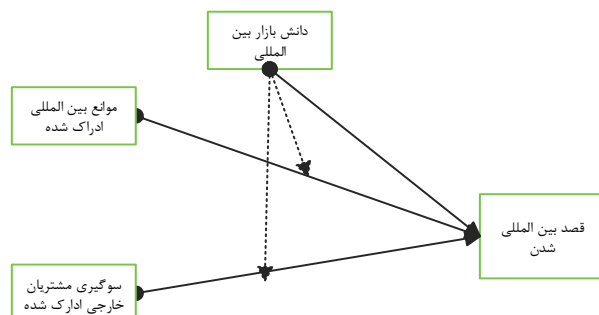 دانش بازار بین
المللی
موانع بین المللی
ادراک شده
قصد بین المللی
شدن
سوگیری مشتریان
خارجی ادارک شده